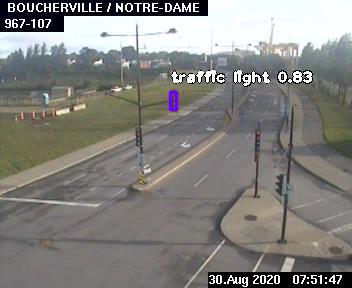 BOUCHERVILLE / NOTRE-DAME
967-107
traffic light 0.83
30.Aug 2020 07:51:47